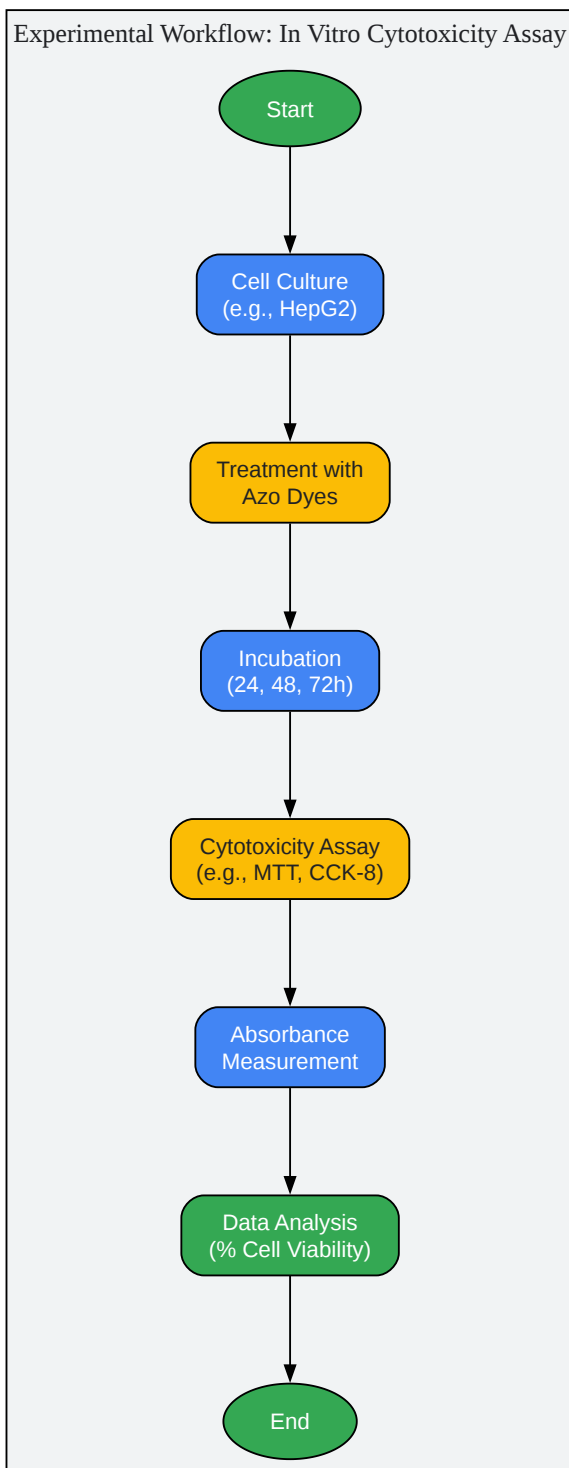 Experimental Workflow: In Vitro Cytotoxicity Assay
Start
Cell Culture
(e.g., HepG2)
Treatment with
Azo Dyes
Incubation
(24, 48, 72h)
Cytotoxicity Assay
(e.g., MTT, CCK-8)
Absorbance
Measurement
Data Analysis
(% Cell Viability)
End